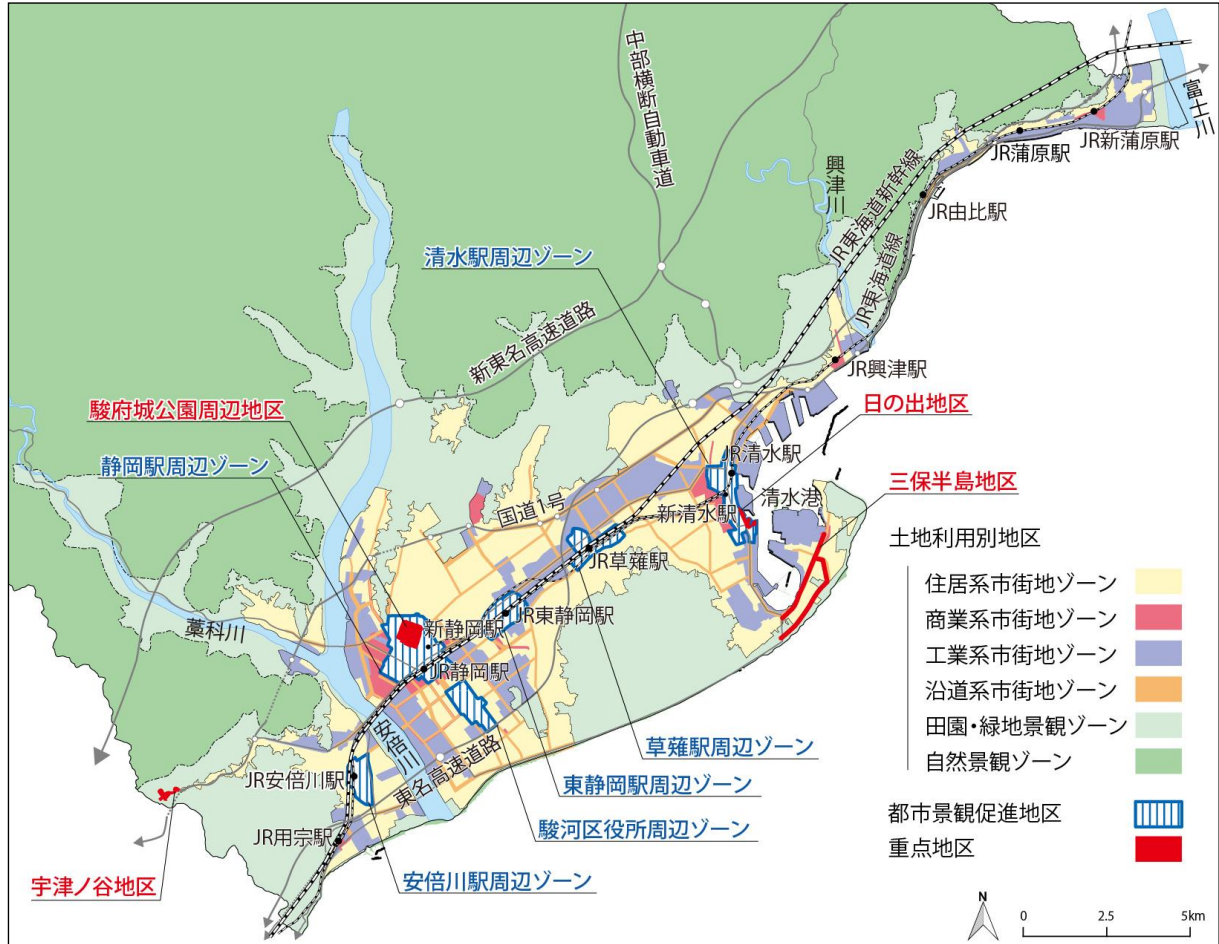 中部横断自動車道
富士川
JR新蒲原駅
JR蒲原駅
興津川
JR東海道新幹線
JR由比駅
清水駅周辺ゾーン
JR東海道線
新東名高速道路
JR興津駅
駿府城公園周辺地区
日の出地区
静岡駅周辺ゾーン
JR清水駅
三保半島地区
清水港
国道1号
新清水駅
JR草薙駅
藁科川
JR東静岡駅
新静岡駅
JR静岡駅
安倍川
東名高速道路
草薙駅周辺ゾーン
JR安倍川駅
東静岡駅周辺ゾーン
駿河区役所周辺ゾーン
JR用宗駅
宇津ノ谷地区
安倍川駅周辺ゾーン
土地利用別地区
住居系市街地ゾーン
商業系市街地ゾーン
工業系市街地ゾーン
沿道系市街地ゾーン
田園・緑地景観ゾーン
自然景観ゾーン
都市景観促進地区
重点地区
N
0 2.5 5km